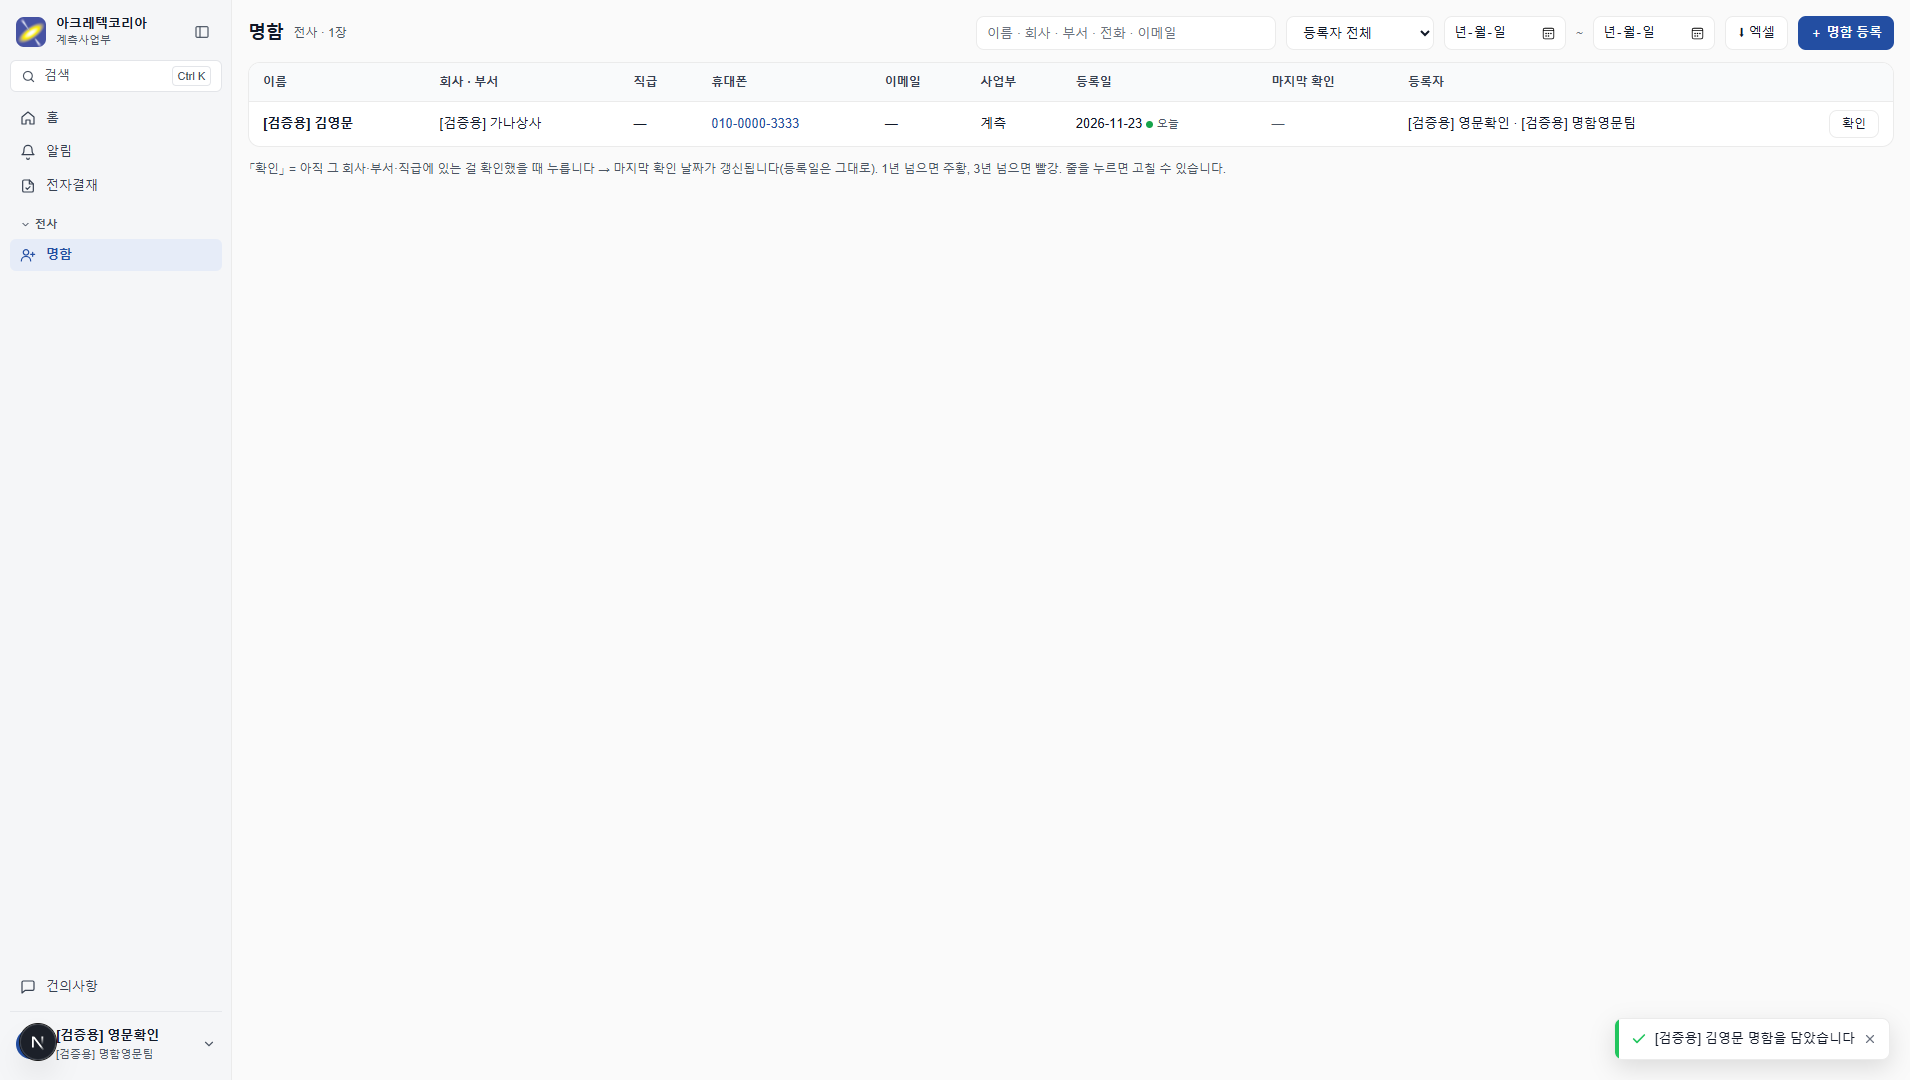 아크레텍코리아
계측사업부
검색 Ctrl K
홈
알림
전자결재
전사
명함
명함 전사 · 1장
이름 · 회사 · 부서 · 전화 · 이메일 등록자 전체 년-월-일 ~ 년-월-일 ⬇ 엑셀 + 명함 등록
이름 회사 · 부서 직급 휴대폰 이메일 사업부 등록일 마지막 확인 등록자
[검증용] 김영문 [검증용] 가나상사 — 010-0000-3333 — 계측 2026-11-23 ● 오늘 — [검증용] 영문확인 · [검증용] 명함영문팀 확인
「확인」 = 아직 그 회사·부서·직급에 있는 걸 확인했을 때 누릅니다 → 마지막 확인 날짜가 갱신됩니다(등록일은 그대로). 1년 넘으면 주황, 3년 넘으면 빨강. 줄을 누르면 고칠 수 있습니다.
건의사항
N [검증용] 영문확인
[검증용] 명함영문팀
[검증용] 김영문 명함을 담았습니다